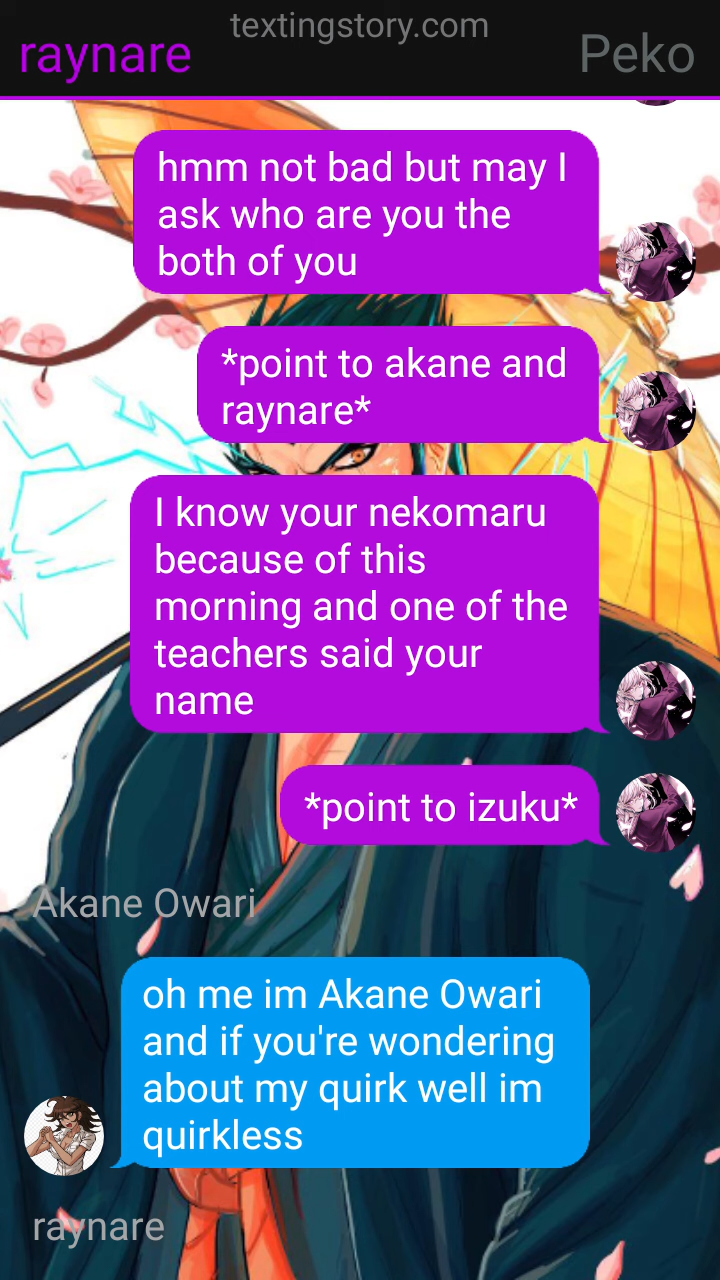 textingstory.com
raynare
Peko
hmm not bad but may I
ask who are you the
both of you
*point to akane and
raynare*
I know your nekomaru
because of this
morning and one of the
teachers said your
name
*point to izuku*
Akane Owari
oh me im Akane Owari
and if you're wondering
about my quirk well im
quirkless
raynare